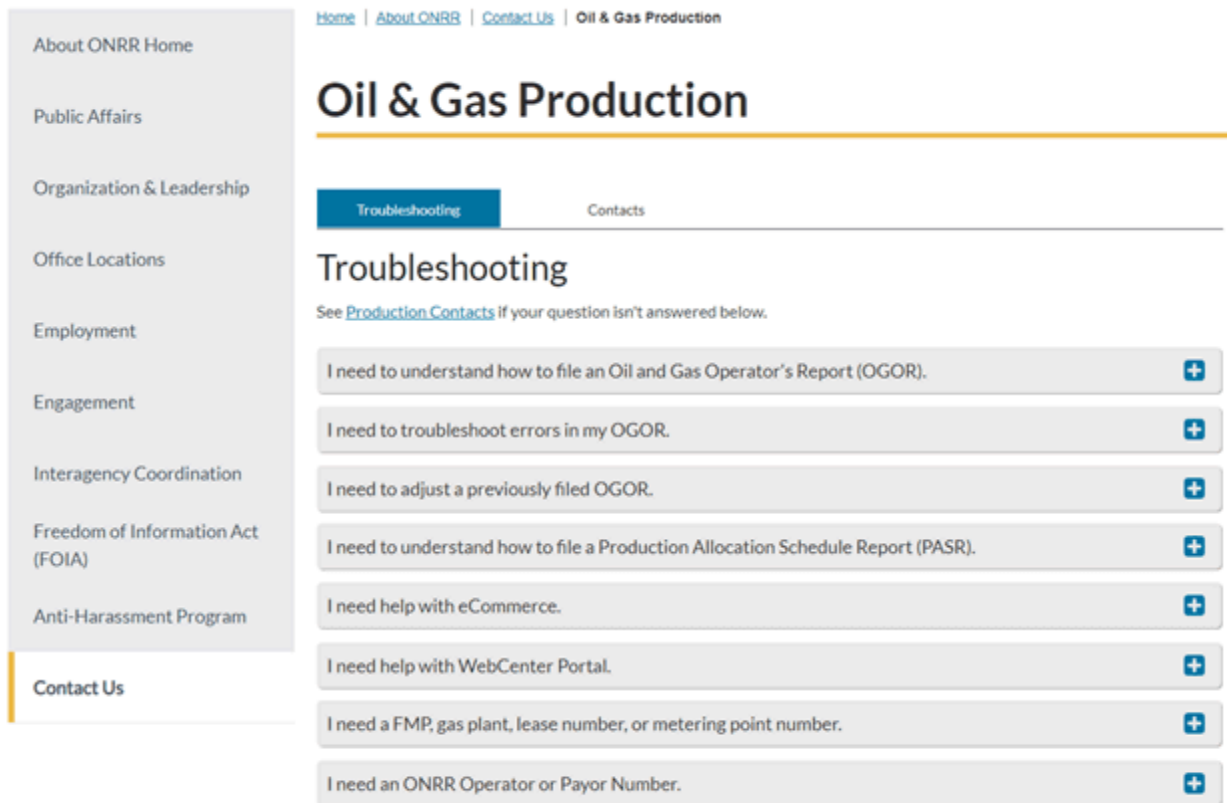 About ONRR Home
Public Affairs
Organization & Leadership
Office Locations
Employment
Engagement
Interagency Coordination
Freedom of Information Act
(FOIA)
Anti-Harassment Program
Contact Us
Home | About ONRR | Contact Us | Oil & Gas Production
Oil & Gas Production
Troubleshooting
Contacts
Troubleshooting
See Production Contacts if your question isn't answered below.
I need to understand how to file an Oil and Gas Operator's Report (OGOR).
I need to troubleshoot errors in my OGOR.
I need to adjust a previously filed OGOR.
I need to understand how to file a Production Allocation Schedule Report (PASR).
I need help with eCommerce.
I need help with WebCenter Portal.
I need a FMP, gas plant, lease number, or metering point number.
I need an ONRR Operator or Payor Number.